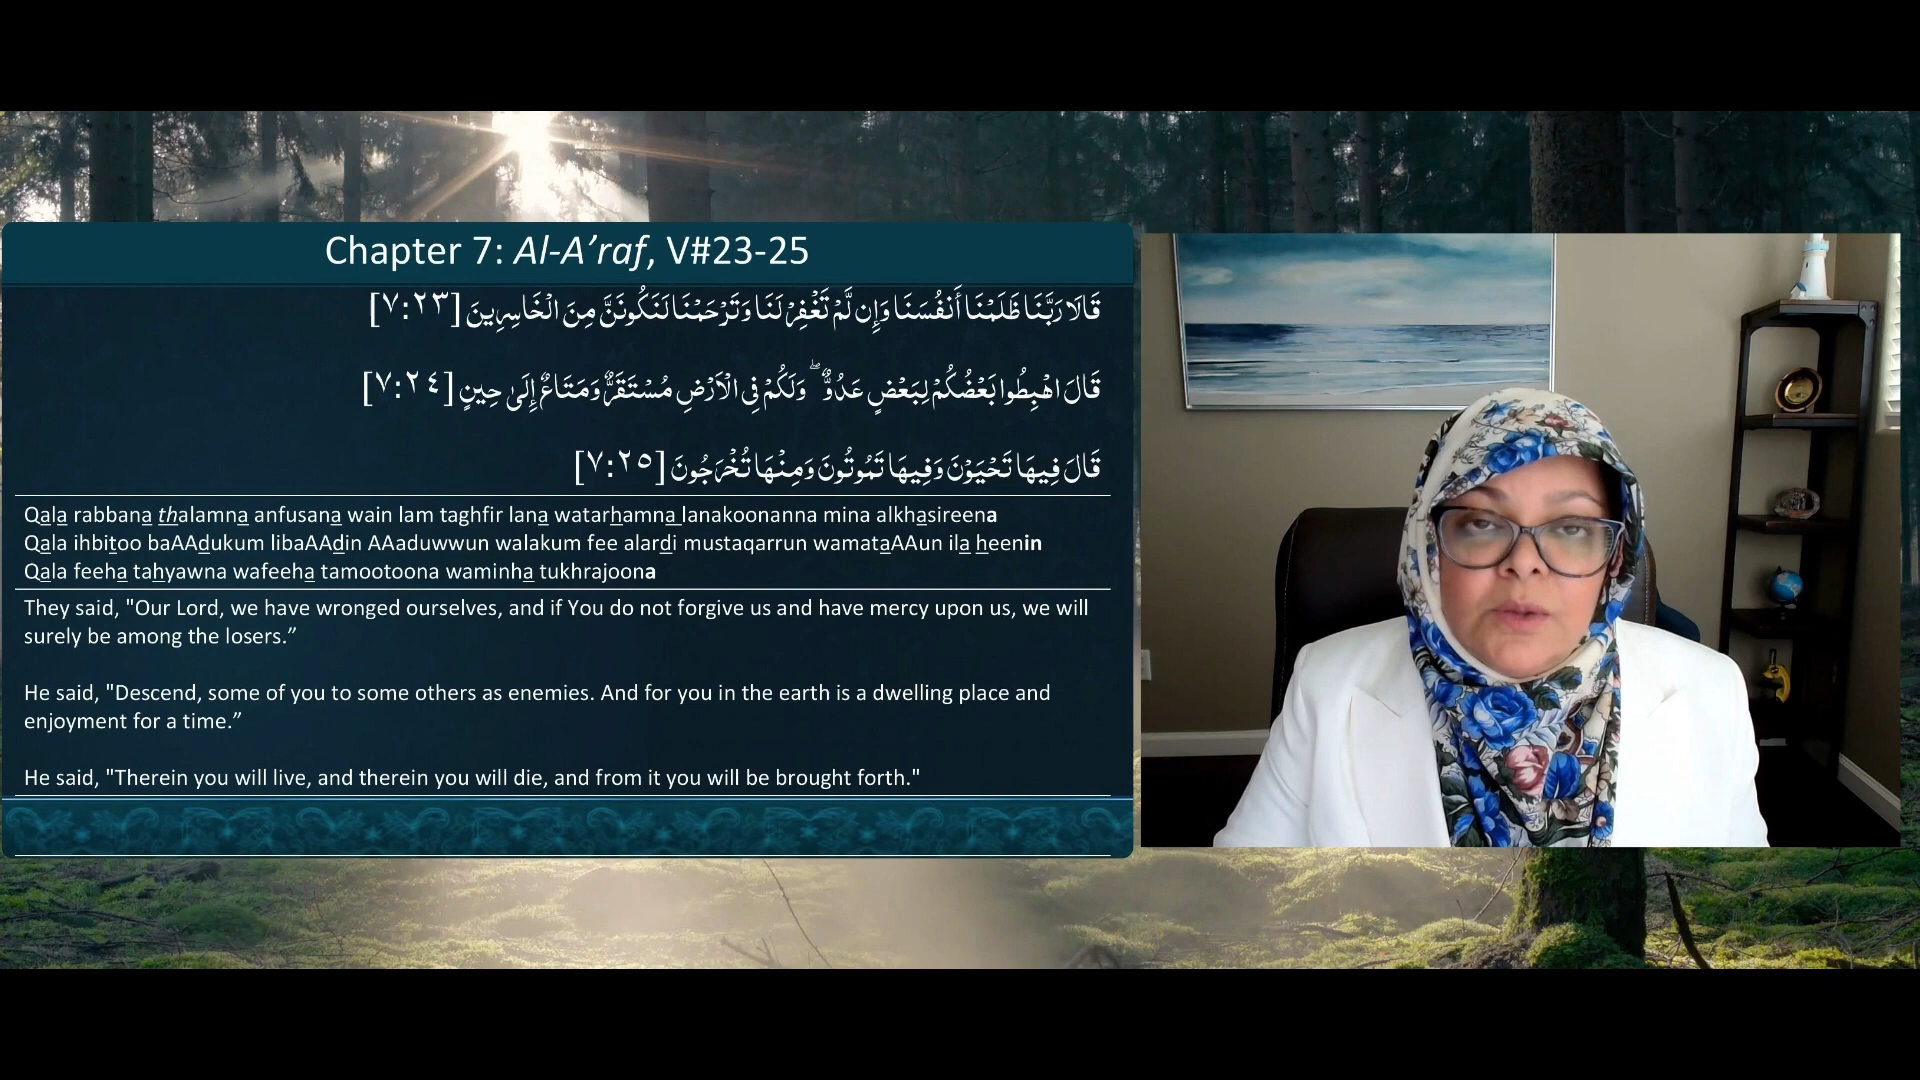 Chapter 7: Al-A’raf, V#23-25
قَالَا رَبَّنَا ظَلَمْنَا أَنفُسَنَا وَإِن لَّمْ تَغْفِرْ لَنَا وَتَرْحَمْنَا لَنَكُونَنَّ مِنَ الْخَاسِرِينَ [٧:٢٣]
قَالَ اهْبِطُوا بَعْضُكُمْ لِبَعْضٍ عَدُوٌّ ۖ وَلَكُمْ فِي الْأَرْضِ مُسْتَقَرٌّ وَمَتَاعٌ إِلَىٰ حِينٍ [٧:٢٤]
قَالَ فِيهَا تَحْيَوْنَ وَفِيهَا تَمُوتُونَ وَمِنْهَا تُخْرَجُونَ [٧:٢٥]
Qala rabbana thalamna anfusana wain lam taghfir lana watarhamna lanakoonanna mina alkhasireena
Qala ihbitoo baAAdukum libaAAdin AAaduwwun walakum fee alardi mustaqarrun wamataAAun ila heenin
Qala feeha tahyawna wafeeha tamootoona waminha tukhrajoona
They said, "Our Lord, we have wronged ourselves, and if You do not forgive us and have mercy upon us, we will
surely be among the losers.”
He said, "Descend, some of you to some others as enemies. And for you in the earth is a dwelling place and
enjoyment for a time.”
He said, "Therein you will live, and therein you will die, and from it you will be brought forth."